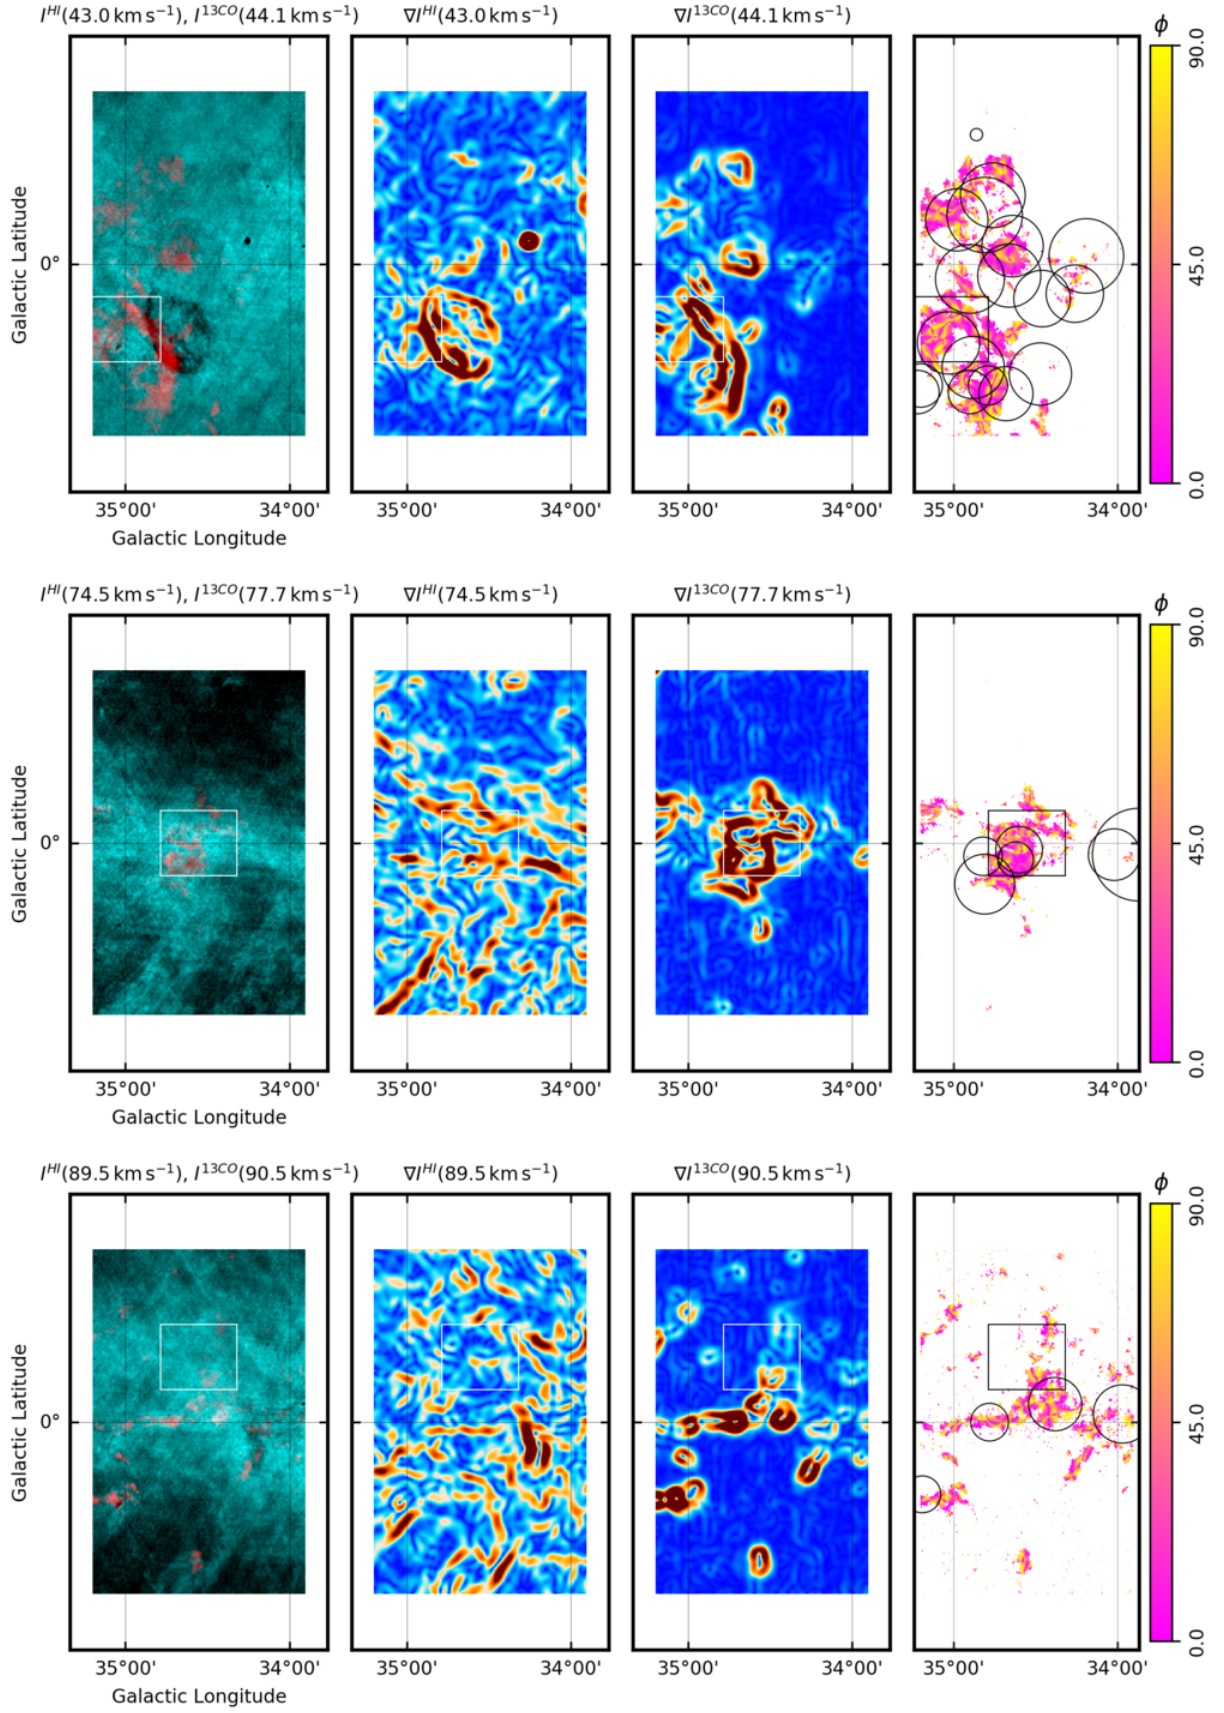 I^{HI}(43.0 km s⁻¹), I^{13CO}(44.1 km s⁻¹)
∇I^{HI}(43.0 km s⁻¹)
∇I^{13CO}(44.1 km s⁻¹)
ϕ
90.0
45.0
0.0
Galactic Latitude
0°
35°00' 34°00' 35°00' 34°00' 35°00' 34°00' 35°00' 34°00'
Galactic Longitude
I^{HI}(74.5 km s⁻¹), I^{13CO}(77.7 km s⁻¹)
∇I^{HI}(74.5 km s⁻¹)
∇I^{13CO}(77.7 km s⁻¹)
ϕ
90.0
45.0
0.0
Galactic Latitude
0°
35°00' 34°00' 35°00' 34°00' 35°00' 34°00' 35°00' 34°00'
Galactic Longitude
I^{HI}(89.5 km s⁻¹), I^{13CO}(90.5 km s⁻¹)
∇I^{HI}(89.5 km s⁻¹)
∇I^{13CO}(90.5 km s⁻¹)
ϕ
90.0
45.0
0.0
Galactic Latitude
0°
35°00' 34°00' 35°00' 34°00' 35°00' 34°00' 35°00' 34°00'
Galactic Longitude